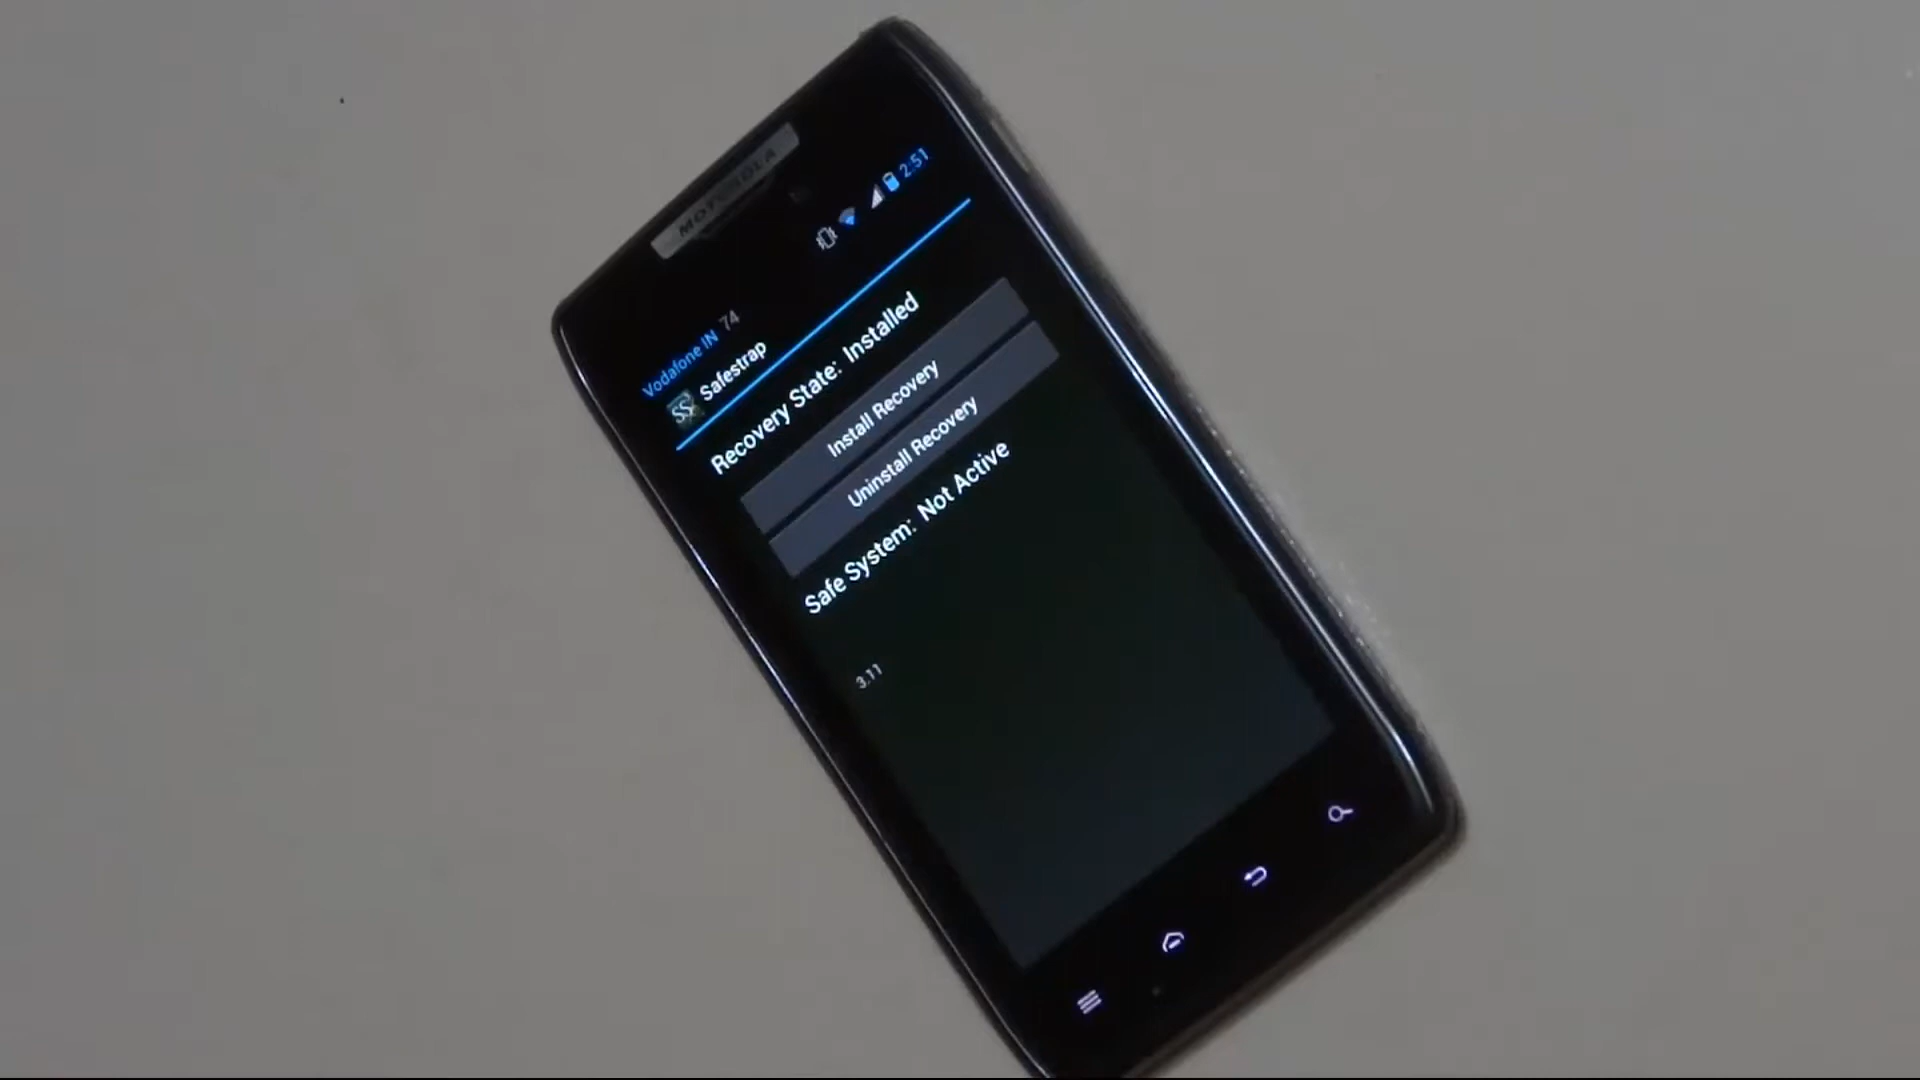 MOTOROLA
Vodafone IN 74 2:51
SS Safestrap
Recovery State: Installed
Install Recovery
Uninstall Recovery
Safe System: Not Active
3.11